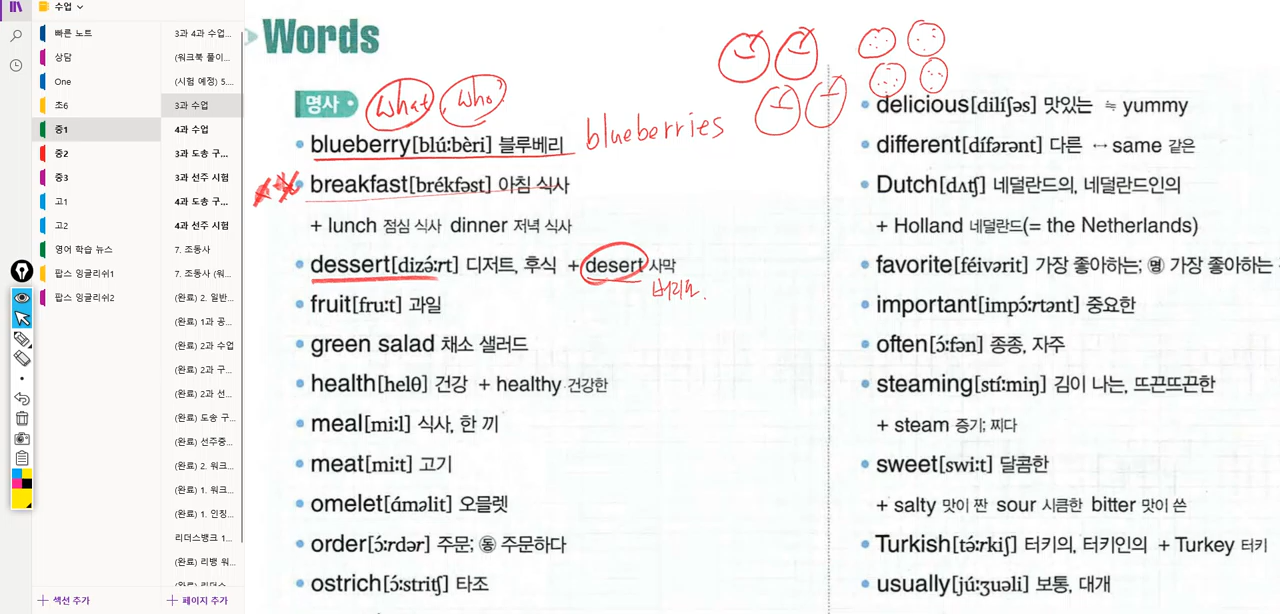 수업
빠른 노트
상담
One
초6
중1
중2
중3
고1
고2
영어 학습 뉴스
팝스 잉글리쉬1
팝스 잉글리쉬2
+ 섹션 추가
3과 4과 수업...
(워크북 풀이...
(시험 예정) 5....
3과 수업
4과 수업
3과 도송 구...
3과 선주 시험
4과 도송 구...
4과 선주 시험
7. 조동사
7. 조동사 (워...
(완료) 2. 일반...
(완료) 1과 공...
(완료) 2과 수업
(완료) 2과 구...
(완료) 2과 선...
(완료) 도송 구...
(완료) 선주중...
(완료) 2. 워크...
(완료) 1. 워크...
(완료) 1. 인칭...
리더스뱅크 1...
(완료) 리뱅 워...
+ 페이지 추가
Words
명사 what who?
blueberry[blúːbèri] 블루베리 blueberries
breakfast[brékfəst] 아침 식사
+ lunch 점심 식사 dinner 저녁 식사
dessert[dizə́ːrt] 디저트, 후식 + desert 사막
버리다.
fruit[fruːt] 과일
green salad 채소 샐러드
health[helθ] 건강 + healthy 건강한
meal[miːl] 식사, 한 끼
meat[miːt] 고기
omelet[ɑ́məlit] 오믈렛
order[ɔ́ːrdər] 주문; 동 주문하다
ostrich[ɔ́ːstritʃ] 타조
delicious[dilíʃəs] 맛있는 ≒ yummy
different[dífərənt] 다른 ↔ same 같은
Dutch[dʌtʃ] 네덜란드의, 네덜란드인의
+ Holland 네덜란드(= the Netherlands)
favorite[féivərit] 가장 좋아하는; 명 가장 좋아하는
important[impɔ́ːrtənt] 중요한
often[ɔ́ːfən] 종종, 자주
steaming[stíːmiŋ] 김이 나는, 뜨끈뜨끈한
+ steam 증기; 찌다
sweet[swiːt] 달콤한
+ salty 맛이 짠 sour 시큼한 bitter 맛이 쓴
Turkish[tə́ːrkiʃ] 터키의, 터키인의 + Turkey 터키
usually[júːʒuəli] 보통, 대개